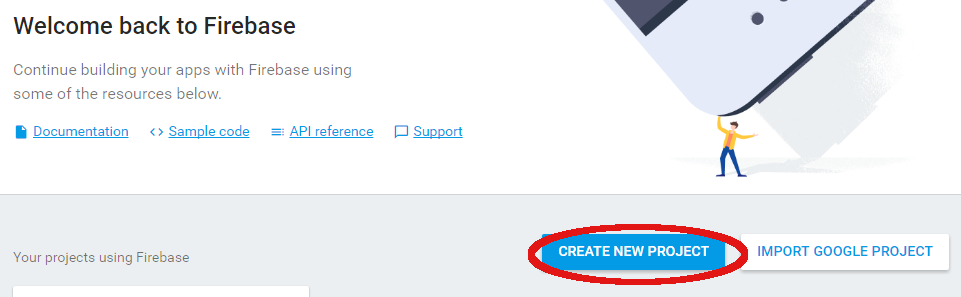 Welcome back to Firebase
Continue building your apps with Firebase using
some of the resources below.
Documentation
Sample code
API reference
Support
CREATE NEW PROJECT
IMPORT GOOGLE PROJECT
Your projects using Firebase